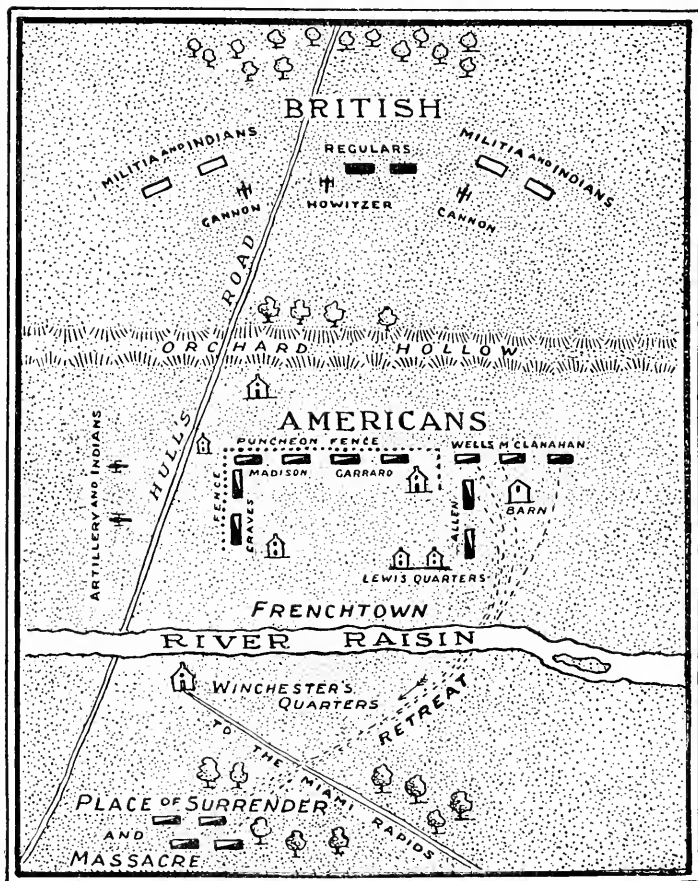 BRITISH
MILITIA AND INDIANS
REGULARS
MILITIA AND INDIANS
CANNON
HOWITZER
CANNON
HULL'S ROAD
ORCHARD HOLLOW
AMERICANS
ARTILLERY AND INDIANS
PUNCHEON FENCE
WELLS MCLANAHAN
MADISON
GARRARD
FENCE
GRAVES
BARN
ALLEN
LEWIS QUARTERS
FRENCHTOWN
RIVER RAISIN
WINCHESTER'S
QUARTERS
RETREAT
TO THE MIAMI RAPIDS
PLACE OF SURRENDER
AND
MASSACRE